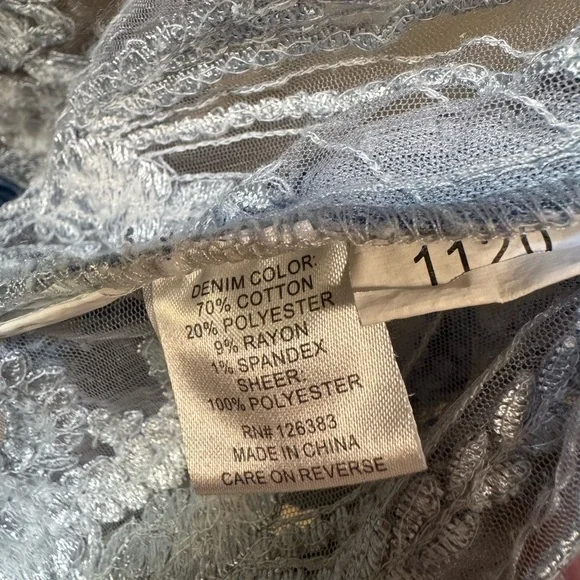 DENIM COLOR:
70% COTTON
20% POLYESTER
9% RAYON
1% SPANDEX
SHEER:
100% POLYESTER
RN# 126383
MADE IN CHINA
CARE ON REVERSE
1120